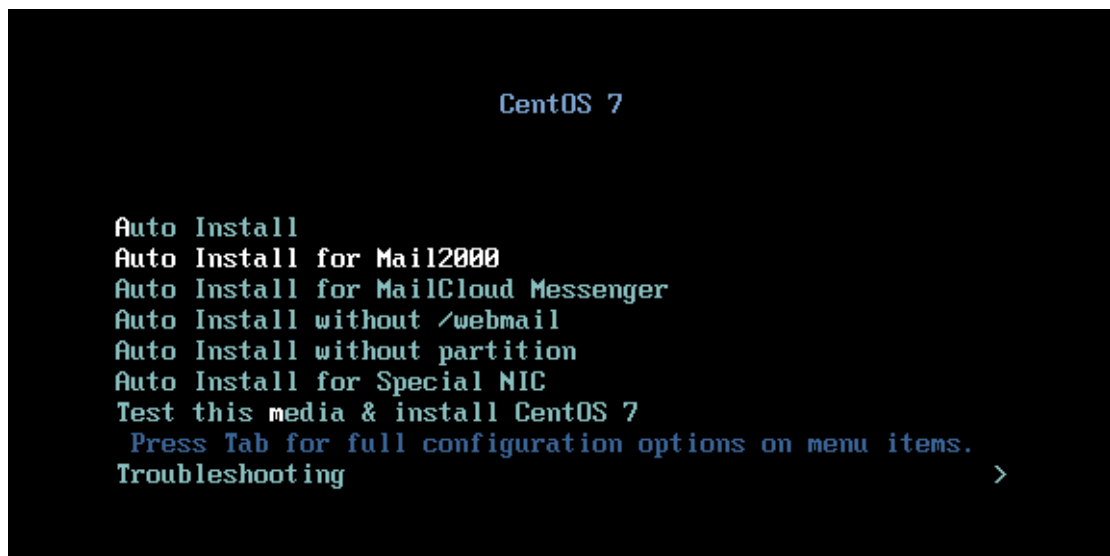 CentOS 7
Auto Install
Auto Install for Mail2000
Auto Install for MailCloud Messenger
Auto Install without /webmail
Auto Install without partition
Auto Install for Special NIC
Test this media & install CentOS 7
Press Tab for full configuration options on menu items.
Troubleshooting >